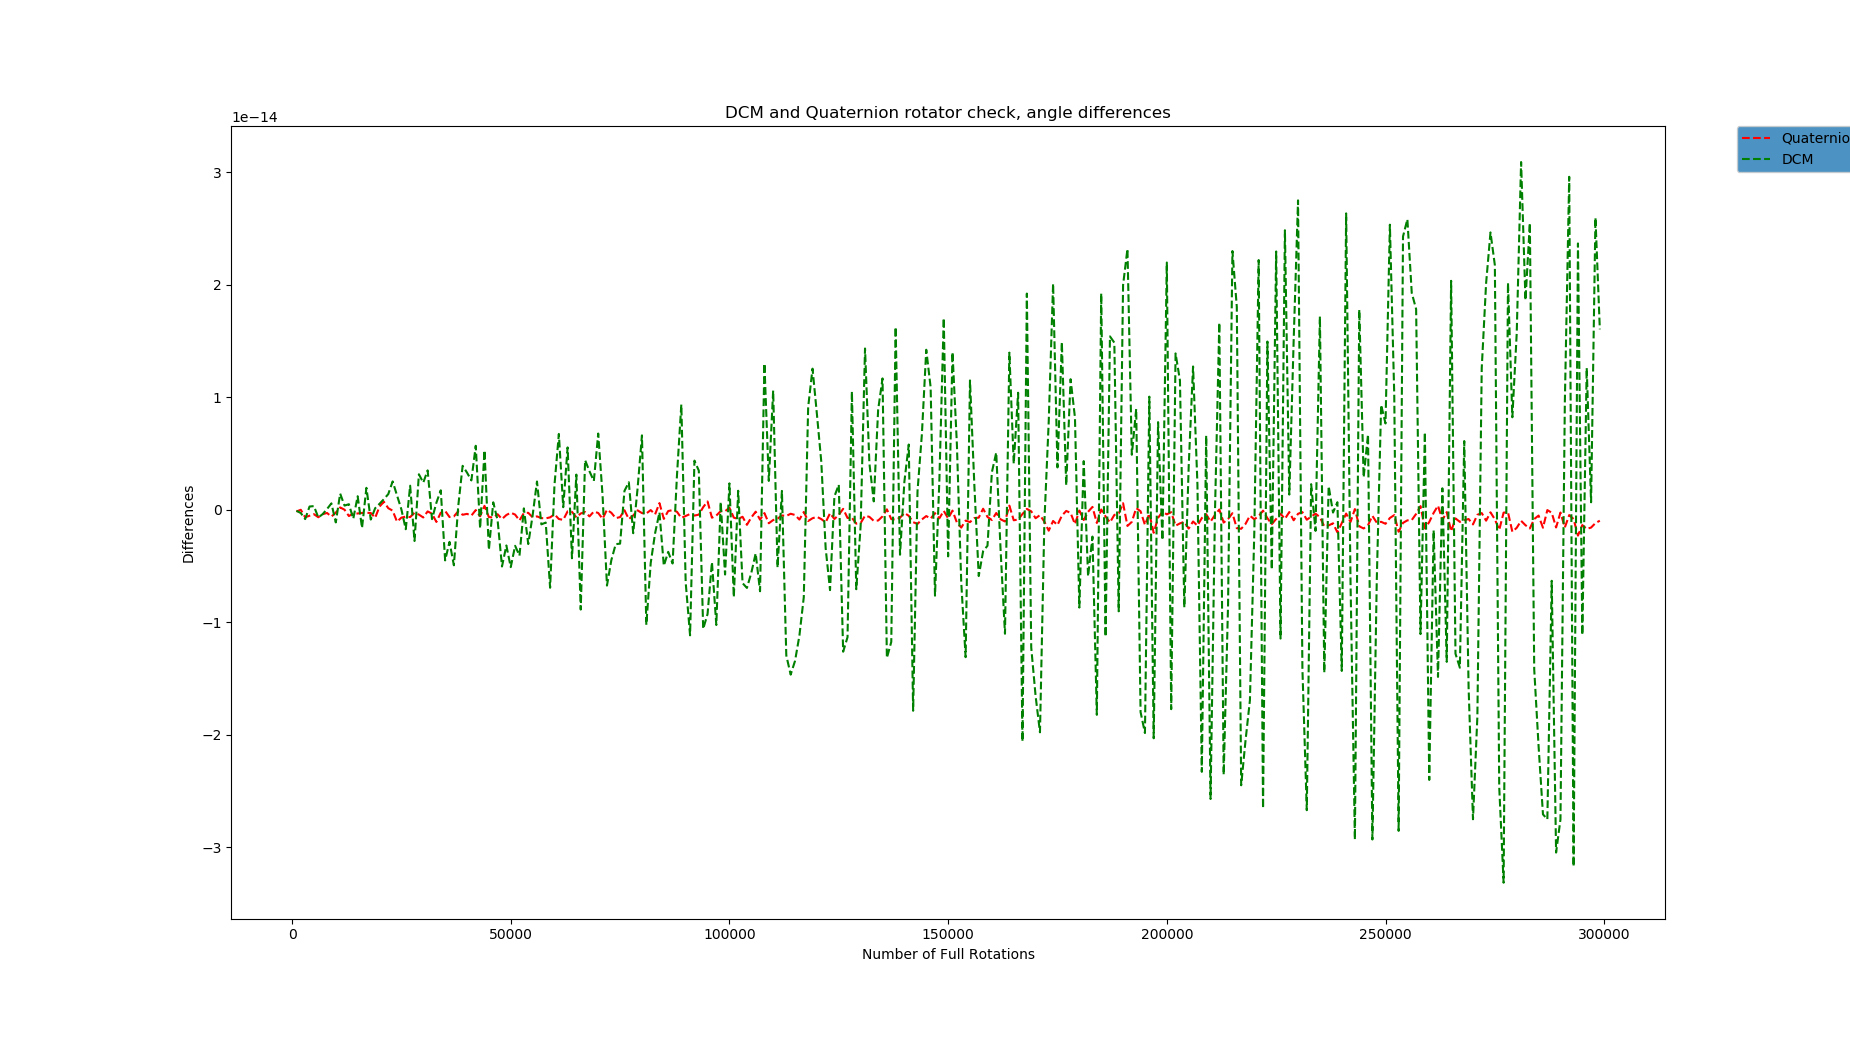 DCM and Quaternion rotator check, angle differences
1e−14
Quaternio
DCM
3
2
1
0
−1
−2
−3
Differences
0 50000 100000 150000 200000 250000 300000
Number of Full Rotations